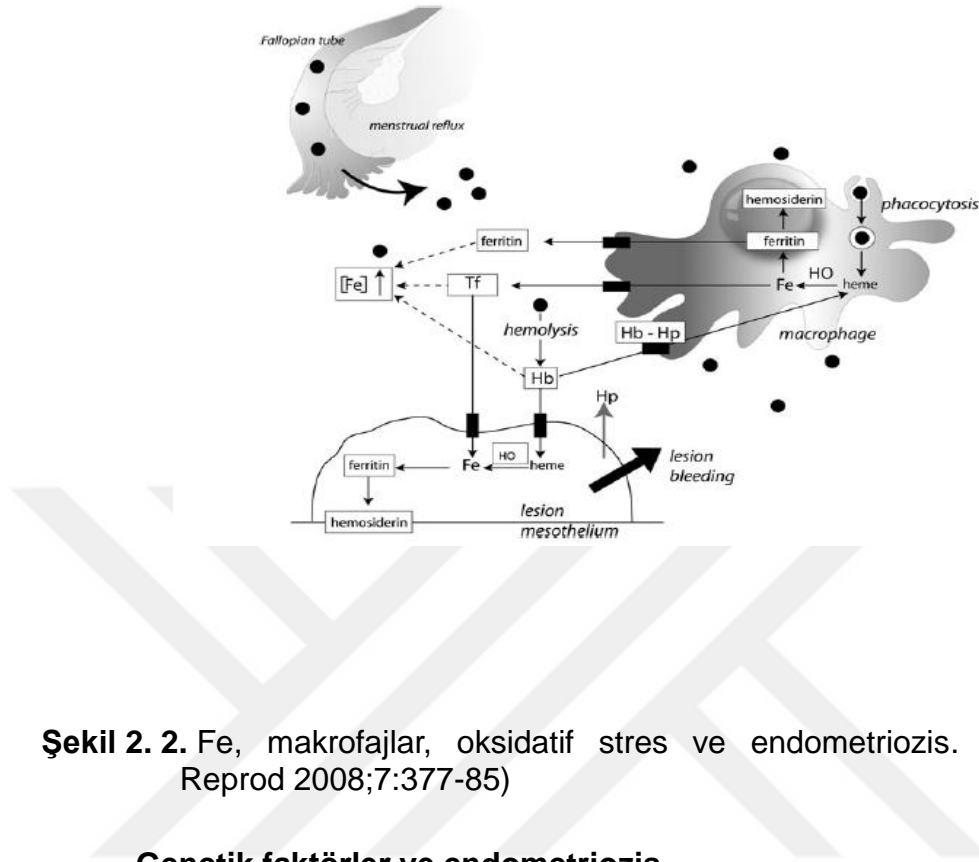 Fallopian tube
menstrual reflux
hemosiderin
phacocytosis
ferritin
ferritin
[Fe] ↑
Tf
Fe
HO
heme
hemolysis
Hb - Hp
macrophage
Hb
Hp
ferritin
Fe
HO
heme
lesion
bleeding
hemosiderin
lesion
mesothelium
Şekil 2. 2. Fe, makrofajlar, oksidatif stres ve endometriozis.
Reprod 2008;7:377-85)
Genetik faktörler ve endometriozis